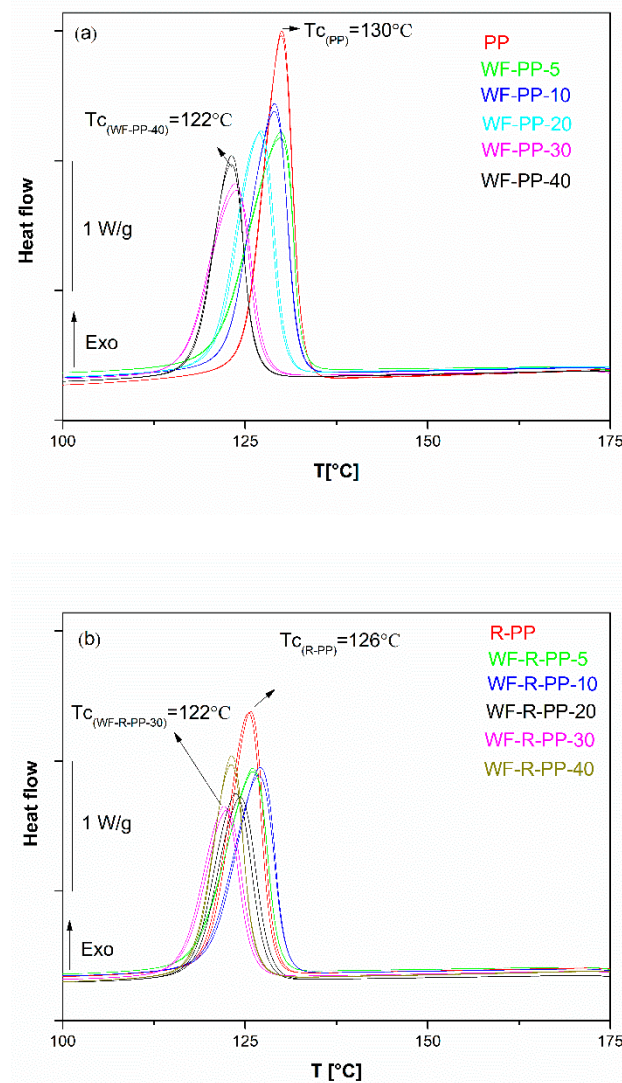 (a)
Tc(PP)=130°C
PP
WF-PP-5
WF-PP-10
WF-PP-20
WF-PP-30
WF-PP-40
Tc(WF-PP-40)=122°C
1 W/g
Exo
Heat flow
100
125
150
175
T[°C]
(b)
Tc(R-PP)=126°C
R-PP
WF-R-PP-5
WF-R-PP-10
WF-R-PP-20
WF-R-PP-30
WF-R-PP-40
Tc(WF-R-PP-30)=122°C
1 W/g
Exo
Heat flow
100
125
150
175
T [°C]